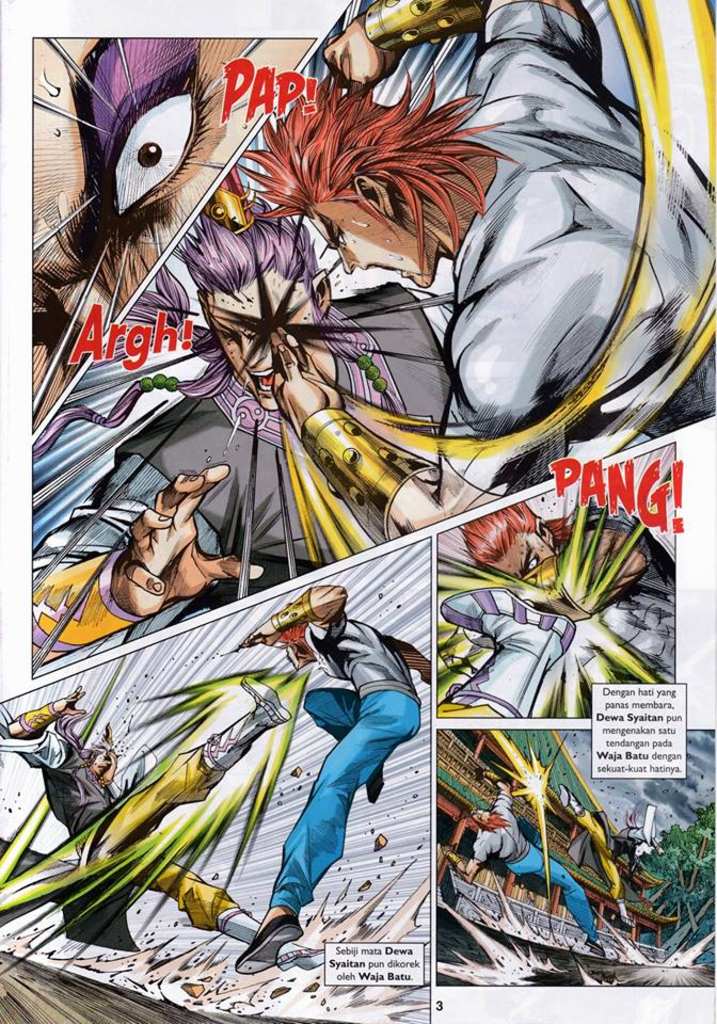 PAP!
Argh!
PANG!
Dengan hati yang
panas membara,
Dewa Syaitan pun
mengenakan satu
tendangan pada
Waja Batu dengan
sekuat-kuat hatinya.
Sebiji mata Dewa
Syaitan pun dikorek
oleh Waja Batu.
3